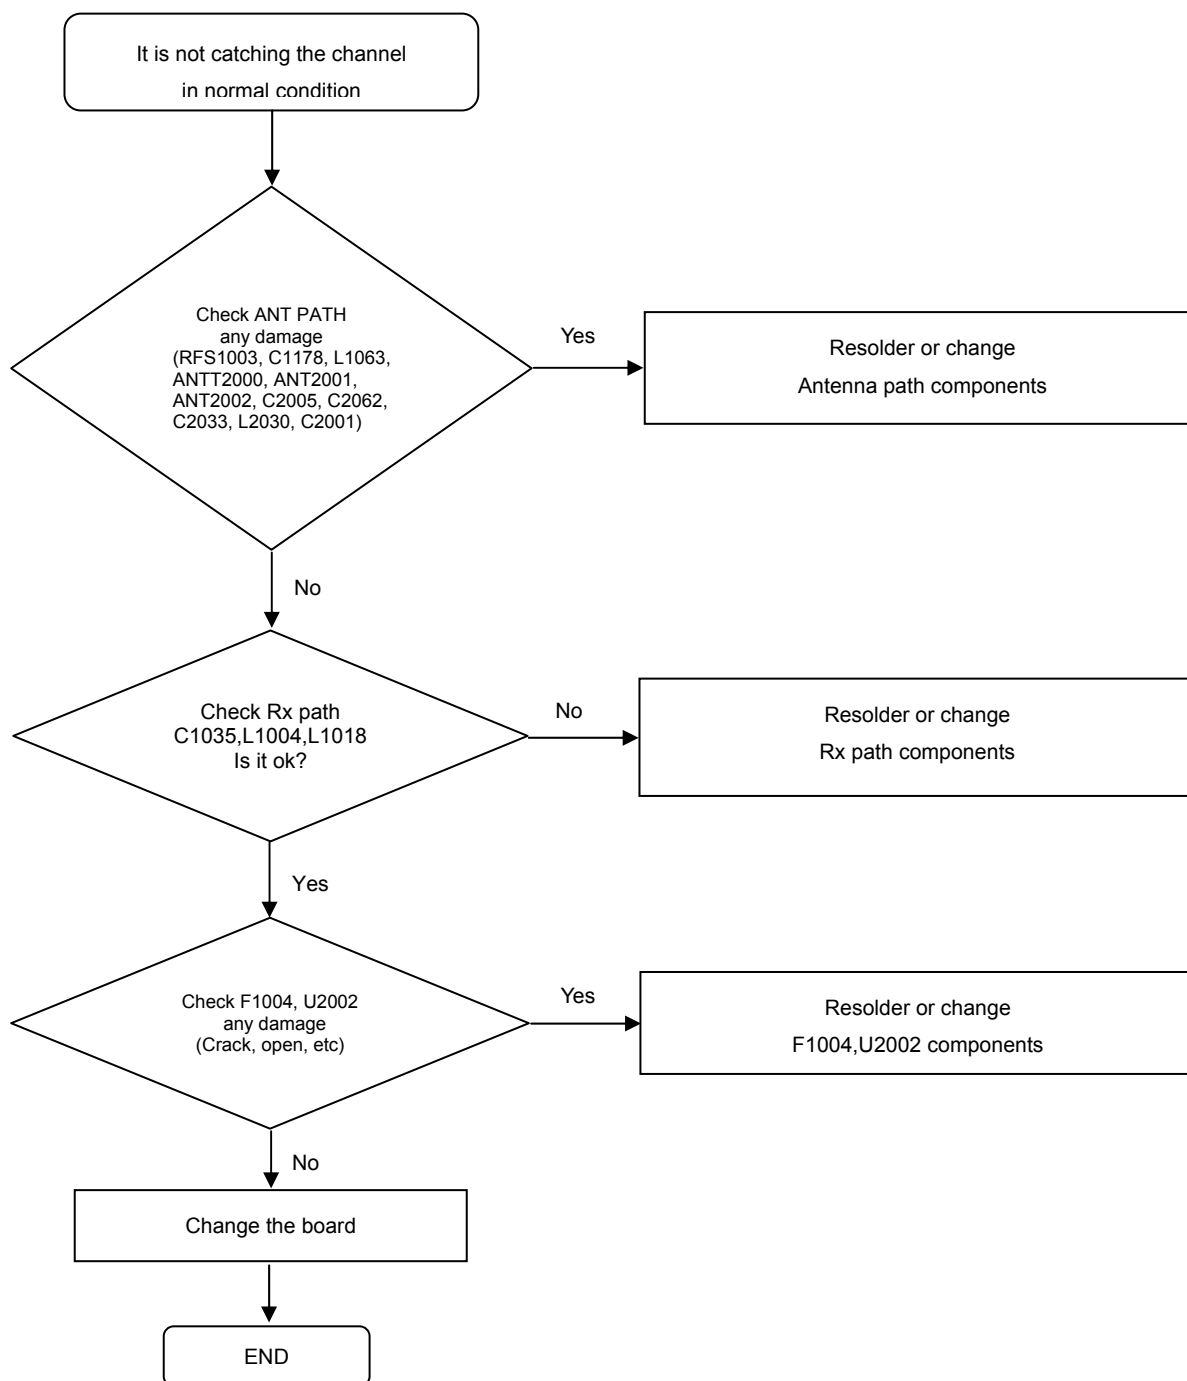 It is not catching the channel
in normal condition
Check ANT PATH
any damage
(RFS1003, C1178, L1063,
ANTT2000, ANT2001,
ANT2002, C2005, C2062,
C2033, L2030, C2001)
Yes
Resolder or change
Antenna path components
No
Check Rx path
C1035,L1004,L1018
Is it ok?
No
Resolder or change
Rx path components
Yes
Check F1004, U2002
any damage
(Crack, open, etc)
Yes
Resolder or change
F1004,U2002 components
No
Change the board
END